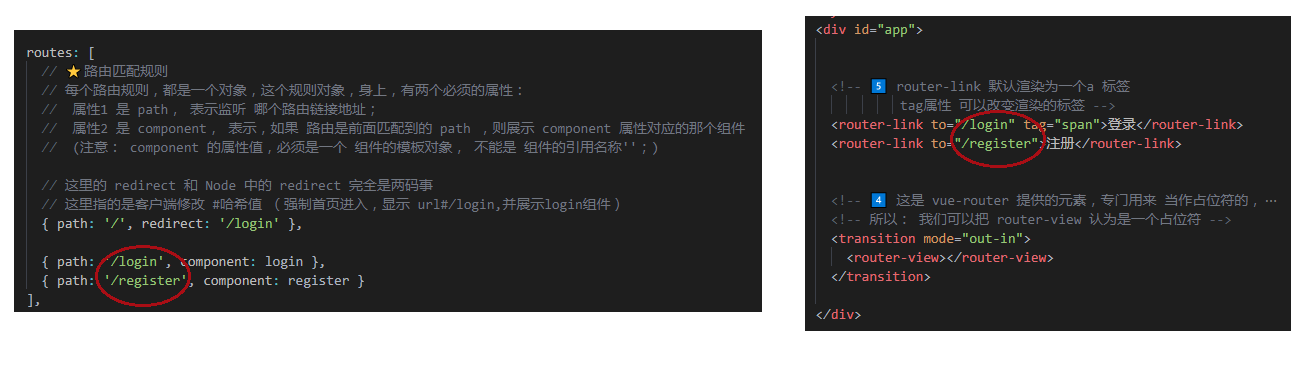 routes: [
// ⭐路由匹配规则
// 每个路由规则，都是一个对象，这个规则对象，身上，有两个必须的属性：
//  属性1 是 path， 表示监听 哪个路由链接地址；
//  属性2 是 component， 表示，如果 路由是前面匹配到的 path ，则展示 component 属性对应的那个组件
//  (注意： component 的属性值，必须是一个 组件的模板对象， 不能是 组件的引用名称''；)
// 这里的 redirect 和 Node 中的 redirect 完全是两码事
// 这里指的是客户端修改 #哈希值 （强制首页进入，显示 url#/login,并展示login组件）
{ path: '/', redirect: '/login' },
{ path: '/login', component: login },
{ path: '/register', component: register }
],
<div id="app">
<!-- 5️⃣ router-link 默认渲染为一个a 标签
tag属性 可以改变渲染的标签 -->
<router-link to="/login" tag="span">登录</router-link>
<router-link to="/register">注册</router-link>
<!-- 4️⃣ 这是 vue-router 提供的元素，专门用来 当作占位符的，…
<!-- 所以： 我们可以把 router-view 认为是一个占位符 -->
<transition mode="out-in">
<router-view></router-view>
</transition>
</div>